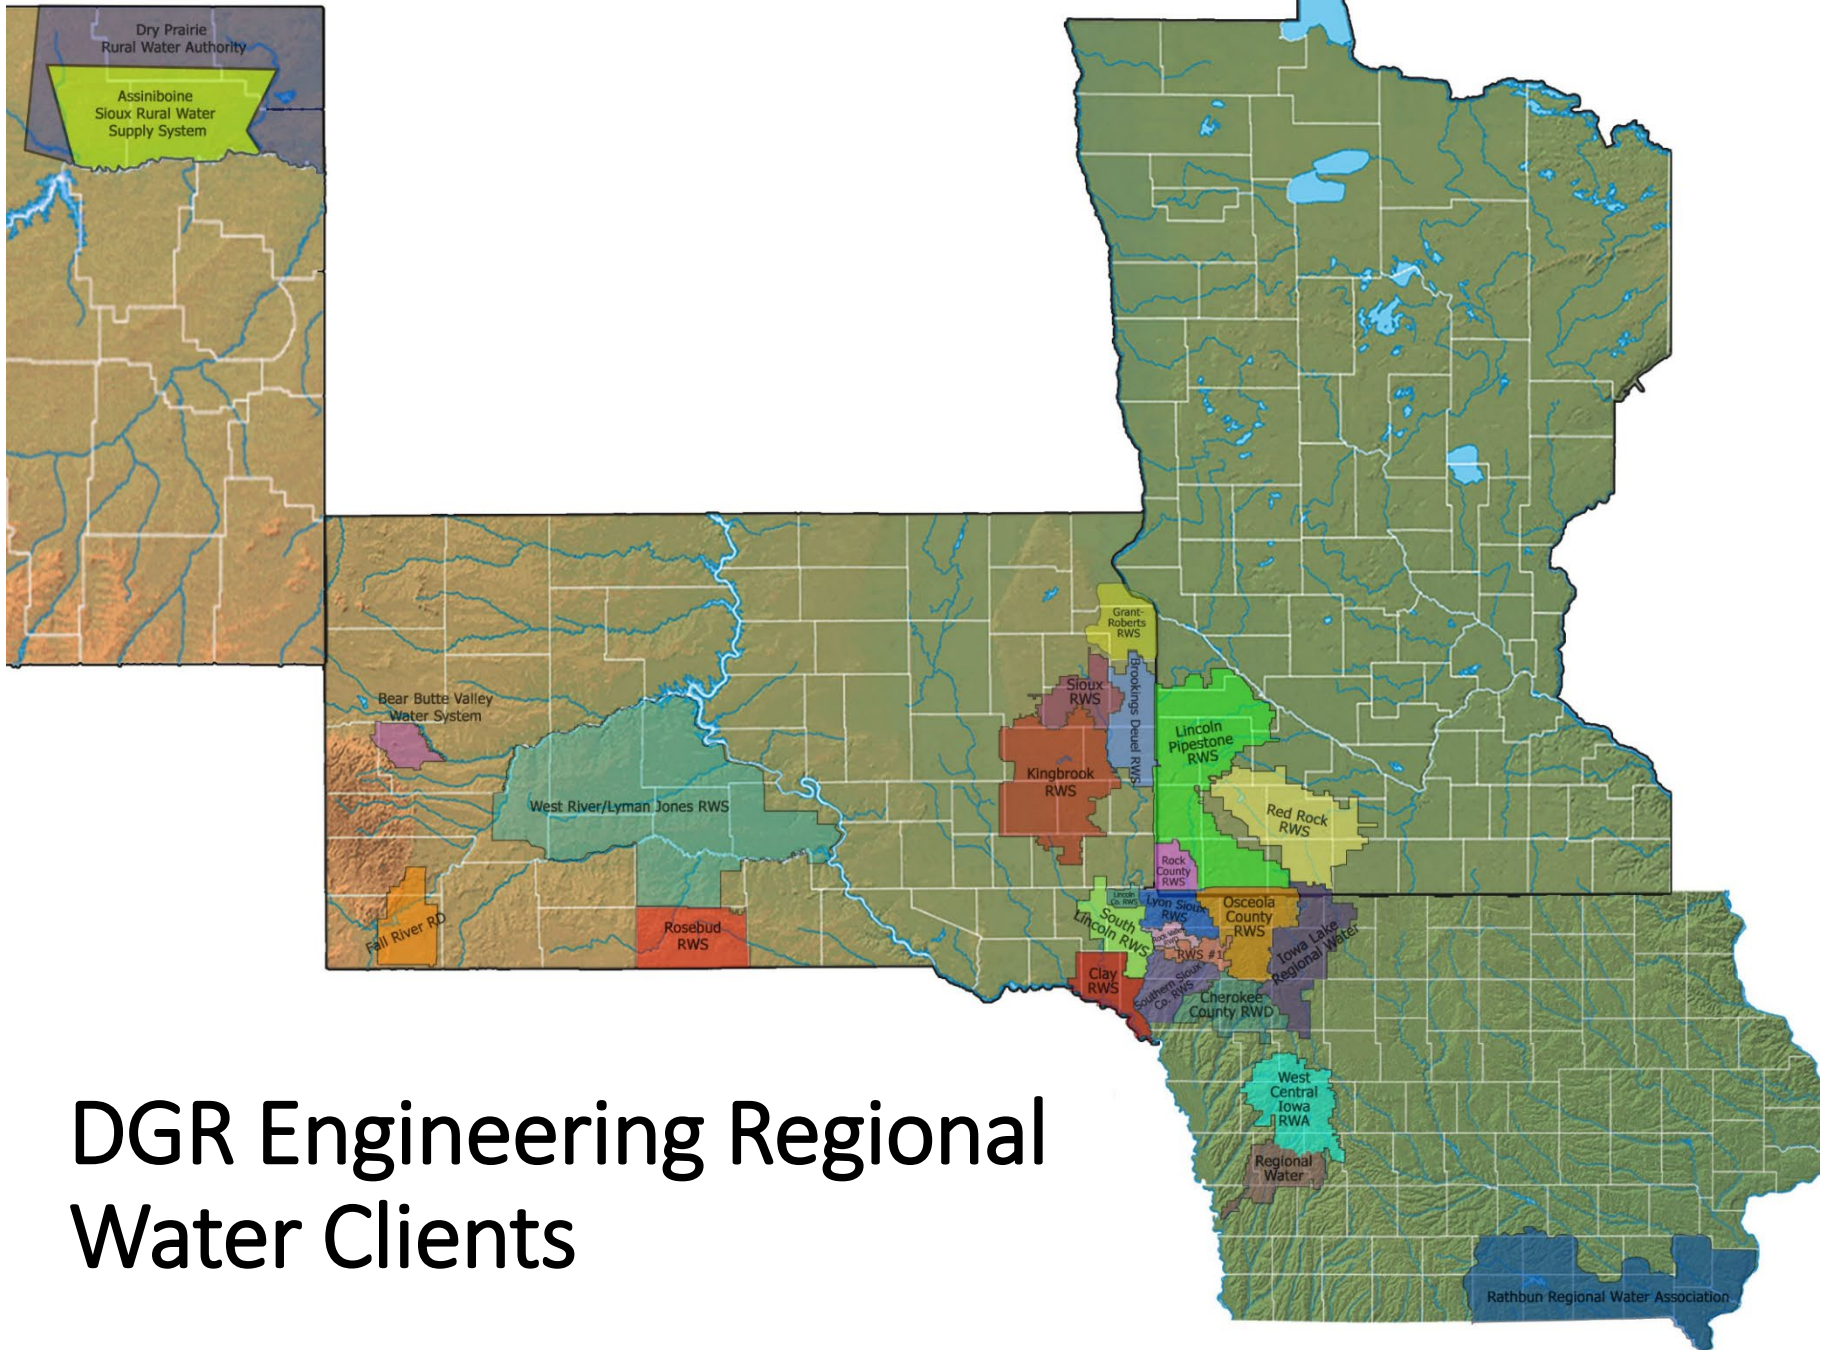 Dry Prairie
Rural Water Authority
Assiniboine
Sioux Rural Water
Supply System
Grant-
Roberts
RWS
Bear Butte Valley
Water System
Sioux
RWS
Brookings Deuel RWS
Lincoln
Pipestone
RWS
Kingbrook
RWS
West River/Lyman Jones RWS
Red Rock
RWS
Rock
County
RWS
Fall River RD
Rosebud
RWS
Lincoln
Co. RWS
South
Lincoln RWS
Lyon Sioux
RWS
Osceola
County
RWS
Iowa Lake
Regional Water
RWS #1
Clay
RWS
Southern Sioux
Co. RWS
Cherokee
County RWD
West
Central
Iowa
RWA
Regional
Water
Rathbun Regional Water Association
DGR Engineering Regional
Water Clients